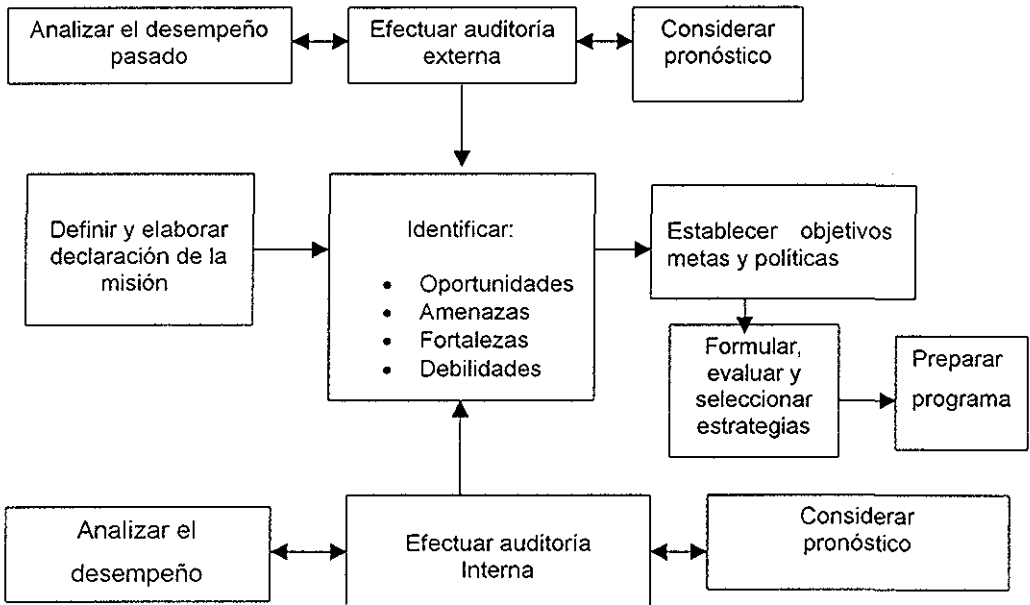 Analizar el desempeño
pasado
Efectuar auditoría
externa
Considerar
pronóstico
Definir y elaborar
declaración de la
misión
Identificar:
• Oportunidades
• Amenazas
• Fortalezas
• Debilidades
Establecer objetivos
metas y políticas
Formular,
evaluar y
seleccionar
estrategias
Preparar
programa
Analizar el
desempeño
Efectuar auditoría
Interna
Considerar
pronóstico